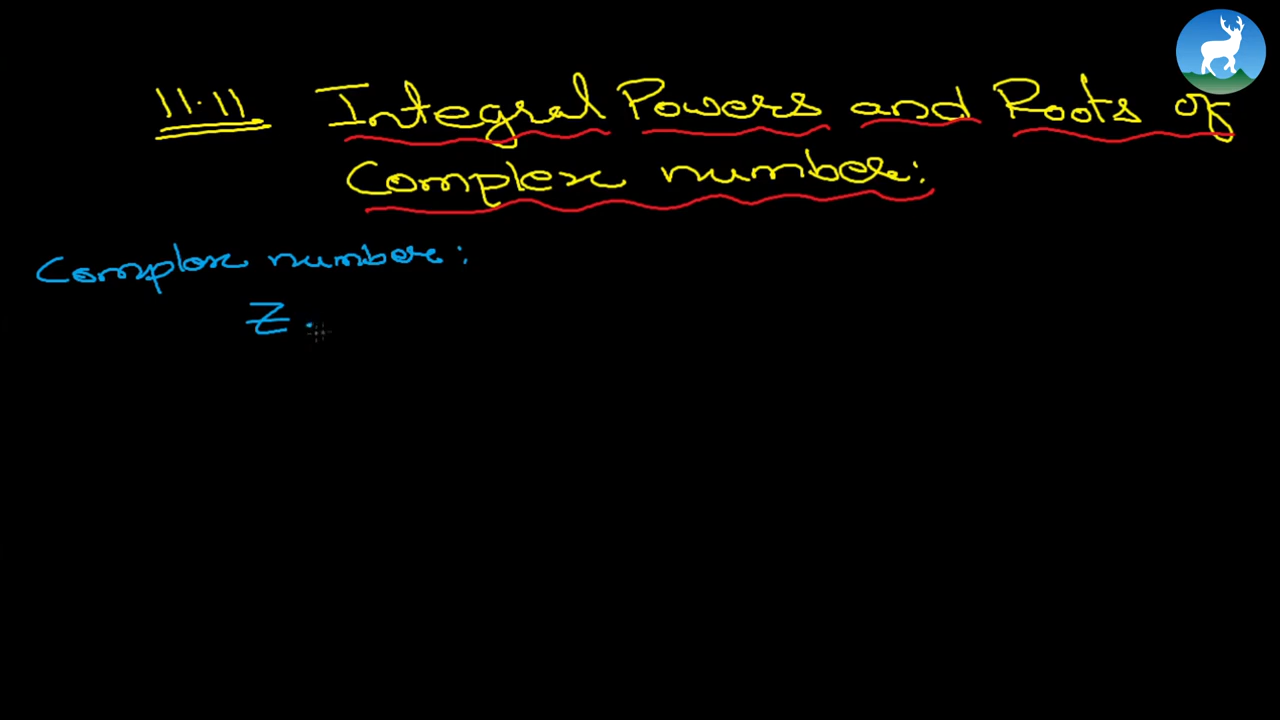 11.11 Integral Powers and Roots of
Complex number:
Complex number:
Z